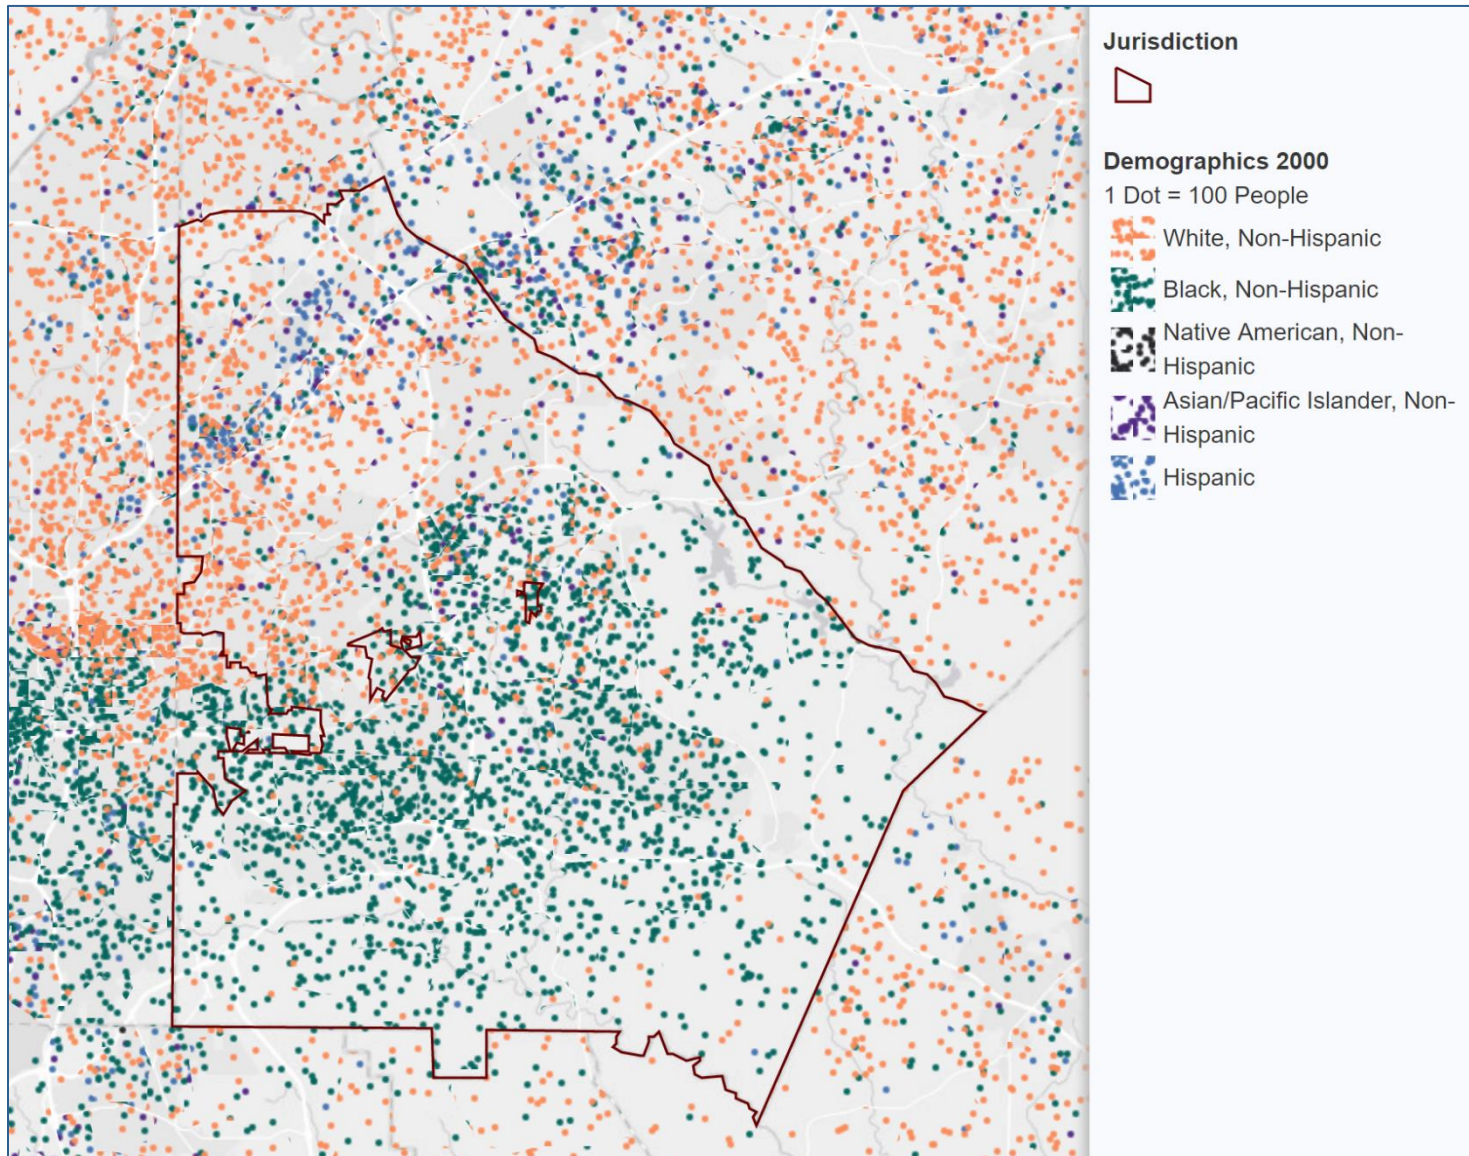 Jurisdiction
Demographics 2000
1 Dot = 100 People
White, Non-Hispanic
Black, Non-Hispanic
Native American, Non-
Hispanic
Asian/Pacific Islander, Non-
Hispanic
Hispanic